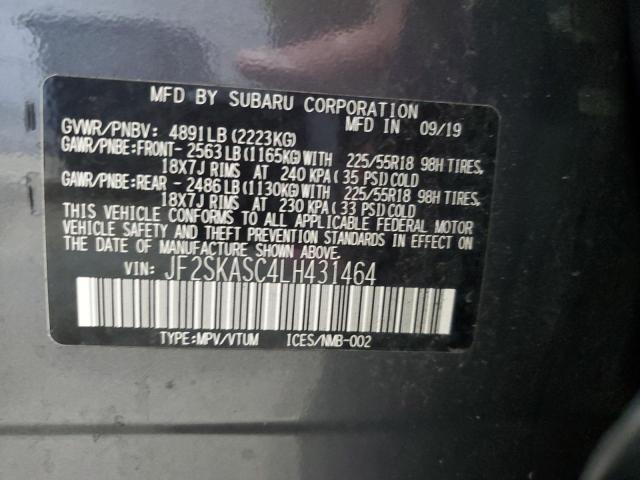 MFD BY SUBARU CORPORATION
MFD IN 09/19
GVWR/PNBV: 4891LB(2223KG)
GAWR/PNBE:FRONT- 2563LB(1165KG)WITH 225/55R18 98H TIRES,
18X7J RIMS AT 240 KPA(35 PSI)COLD
GAWR/PNBE:REAR - 2486LB(1130KG)WITH 225/55R18 98H TIRES,
18X7J RIMS AT 230 KPA(33 PSI)COLD
THIS VEHICLE CONFORMS TO ALL APPLICABLE FEDERAL MOTOR
VEHICLE SAFETY AND THEFT PREVENTION STANDARDS IN EFFECT
ON THE DATE OF MANUFACTURE SHOWN ABOVE.
VIN: JF2SKASC4LH431464
TYPE:MPV/VTUM ICES/NMB-002